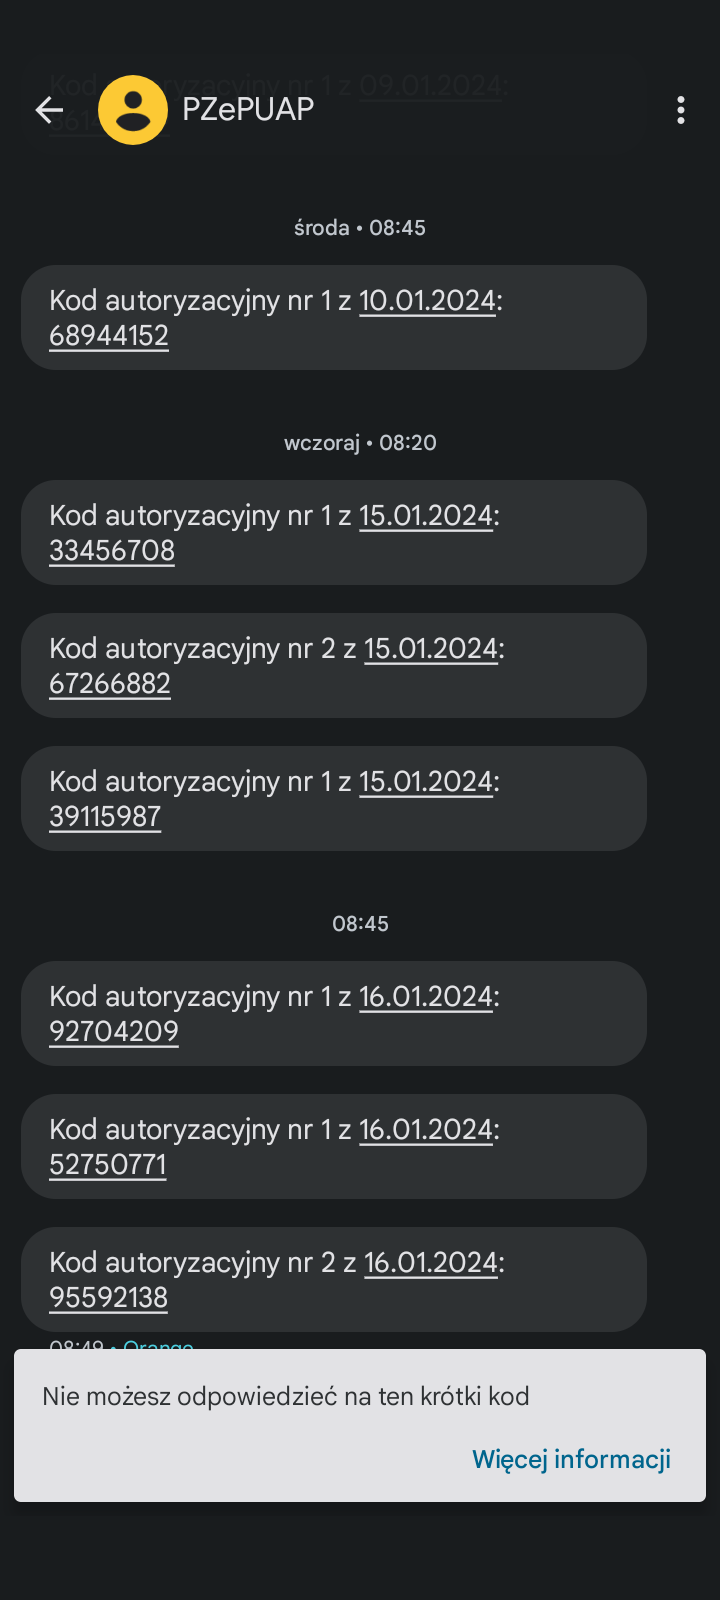 Kod autoryzacyjny nr 1 z 09.01.2024:
PZePUAP
środa • 08:45
Kod autoryzacyjny nr 1 z 10.01.2024:
68944152
wczoraj • 08:20
Kod autoryzacyjny nr 1 z 15.01.2024:
33456708
Kod autoryzacyjny nr 2 z 15.01.2024:
67266882
Kod autoryzacyjny nr 1 z 15.01.2024:
39115987
08:45
Kod autoryzacyjny nr 1 z 16.01.2024:
92704209
Kod autoryzacyjny nr 1 z 16.01.2024:
52750771
Kod autoryzacyjny nr 2 z 16.01.2024:
95592138
08:49 • Orange
Nie możesz odpowiedzieć na ten krótki kod
Więcej informacji